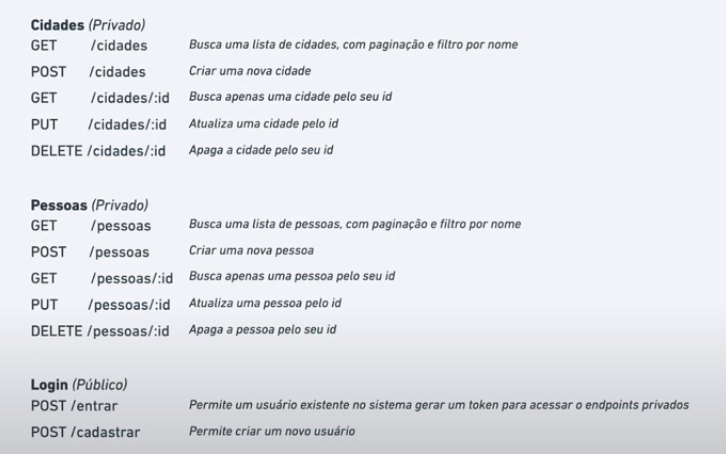 Cidades (Privado)
GET /cidades Busca uma lista de cidades, com paginação e filtro por nome
POST /cidades Criar uma nova cidade
GET /cidades/:id Busca apenas uma cidade pelo seu id
PUT /cidades/:id Atualiza uma cidade pelo id
DELETE /cidades/:id Apaga a cidade pelo seu id
Pessoas (Privado)
GET /pessoas Busca uma lista de pessoas, com paginação e filtro por nome
POST /pessoas Criar uma nova pessoa
GET /pessoas/:id Busca apenas uma pessoa pelo seu id
PUT /pessoas/:id Atualiza uma pessoa pelo id
DELETE /pessoas/:id Apaga a pessoa pelo seu id
Login (Público)
POST /entrar Permite um usuário existente no sistema gerar um token para acessar o endpoints privados
POST /cadastrar Permite criar um novo usuário